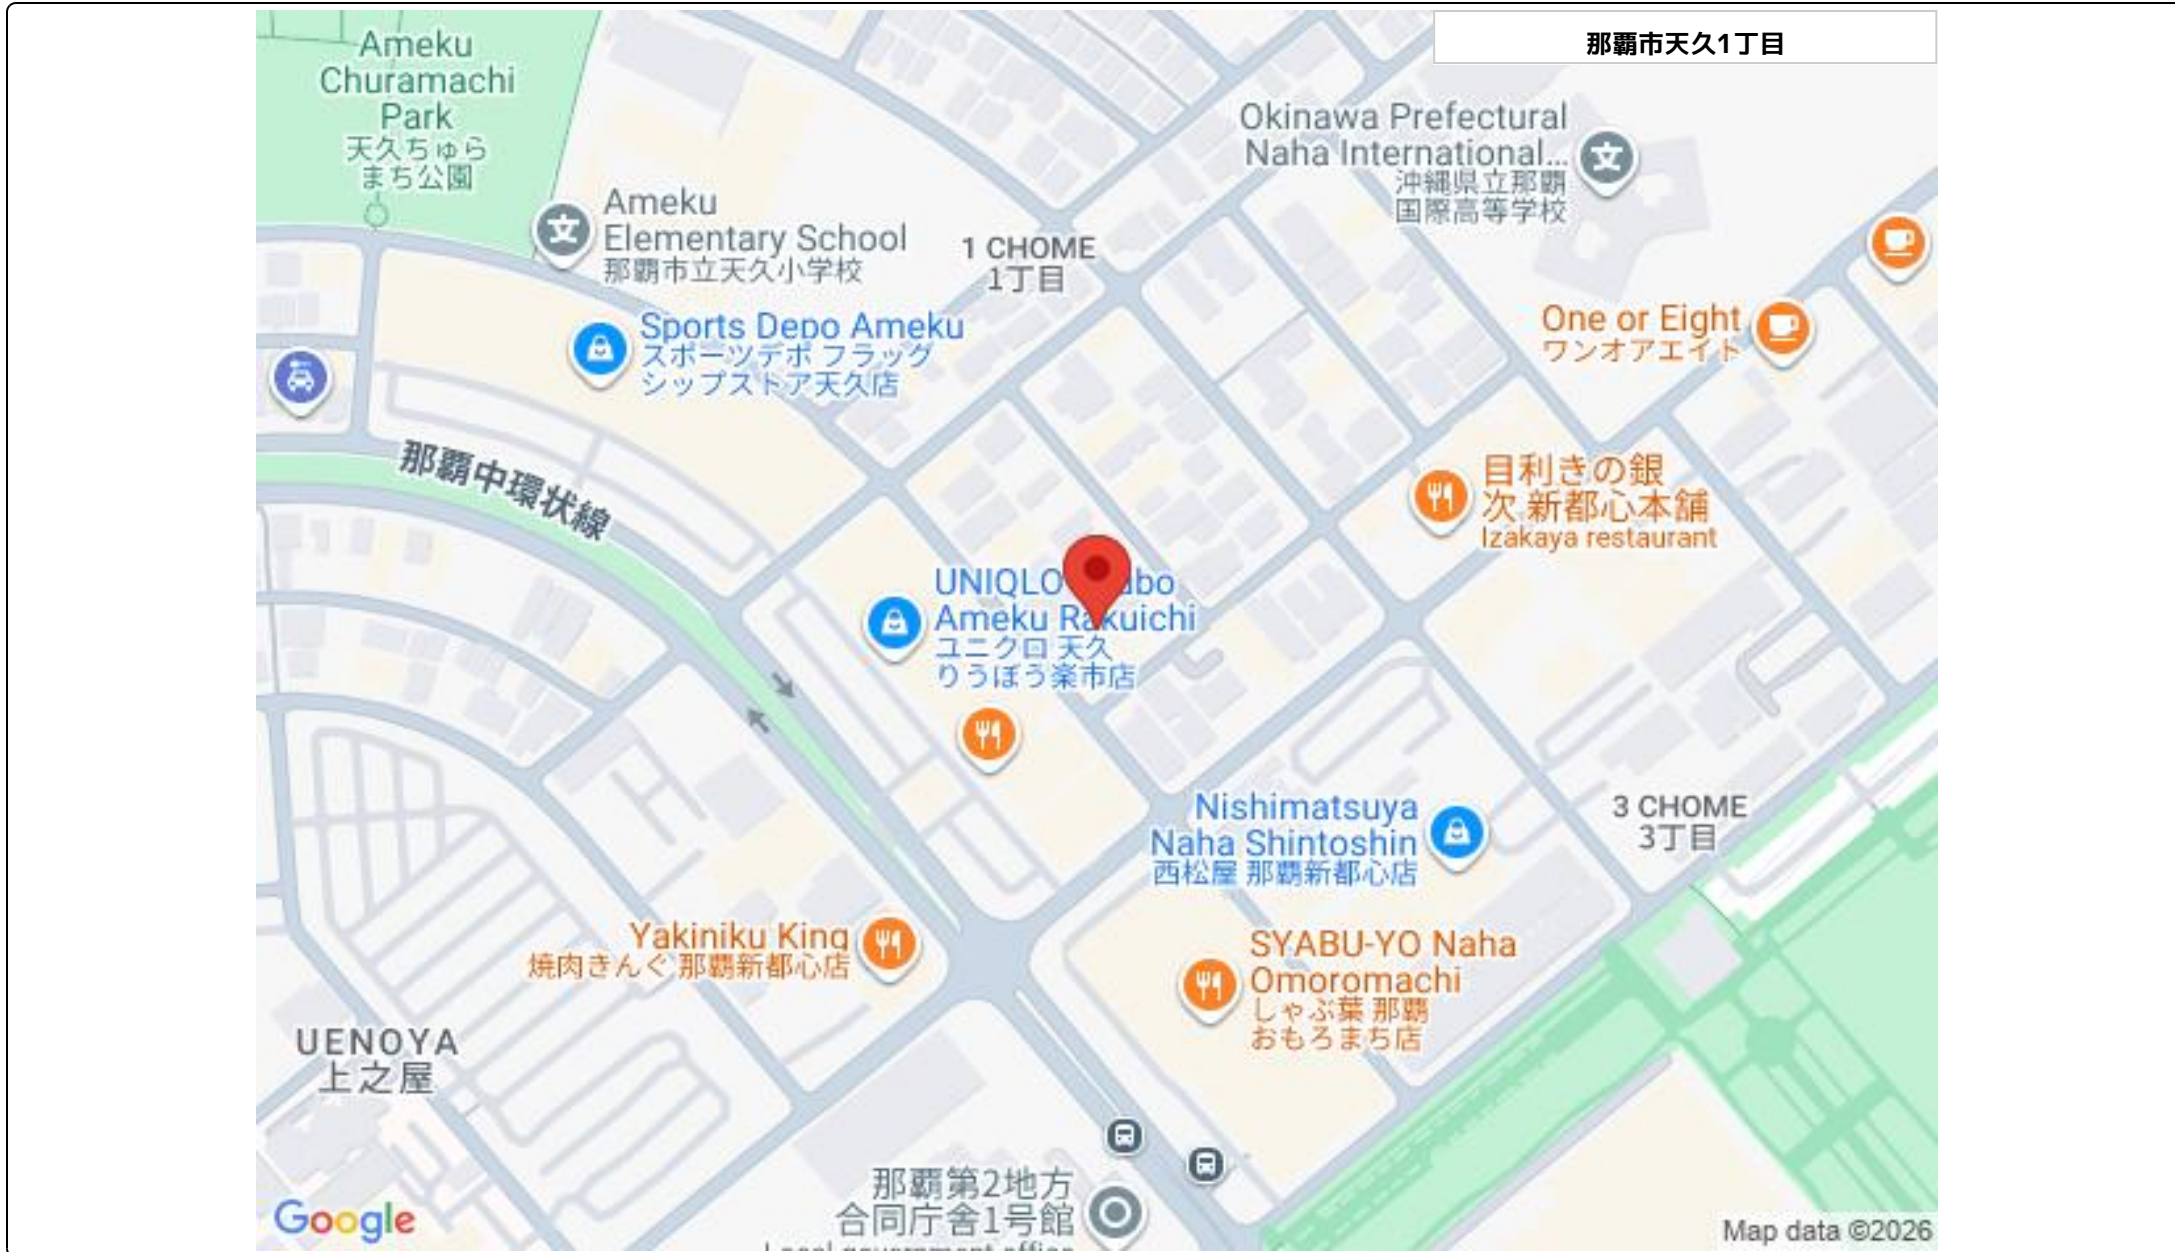 那覇市天久1丁目
Ameku
Churamachi
Park
天久ちゅら
まち公園
Okinawa Prefectural
Naha International...
沖縄県立那覇
国際高等学校
Ameku
Elementary School
那覇市立天久小学校
1 CHOME
1丁目
Sports Depo Ameku
スポーツデポ フラッグ
シップストア天久店
One or Eight
ワンオアエイト
那覇中環状線
目利きの銀
次 新都心本舗
Izakaya restaurant
UNIQLO
Ameku Rakuichi
ユニクロ 天久
りうぼう楽市店
Nishimatsuya
Naha Shintoshin
西松屋 那覇新都心店
3 CHOME
3丁目
Yakiniku King
焼肉きんぐ 那覇新都心店
SYABU-YO Naha
Omoromachi
しゃぶ葉 那覇
おもろまち店
UENOYA
上之屋
那覇第2地方
合同庁舎1号館
Local government office
Google
Map data ©2026